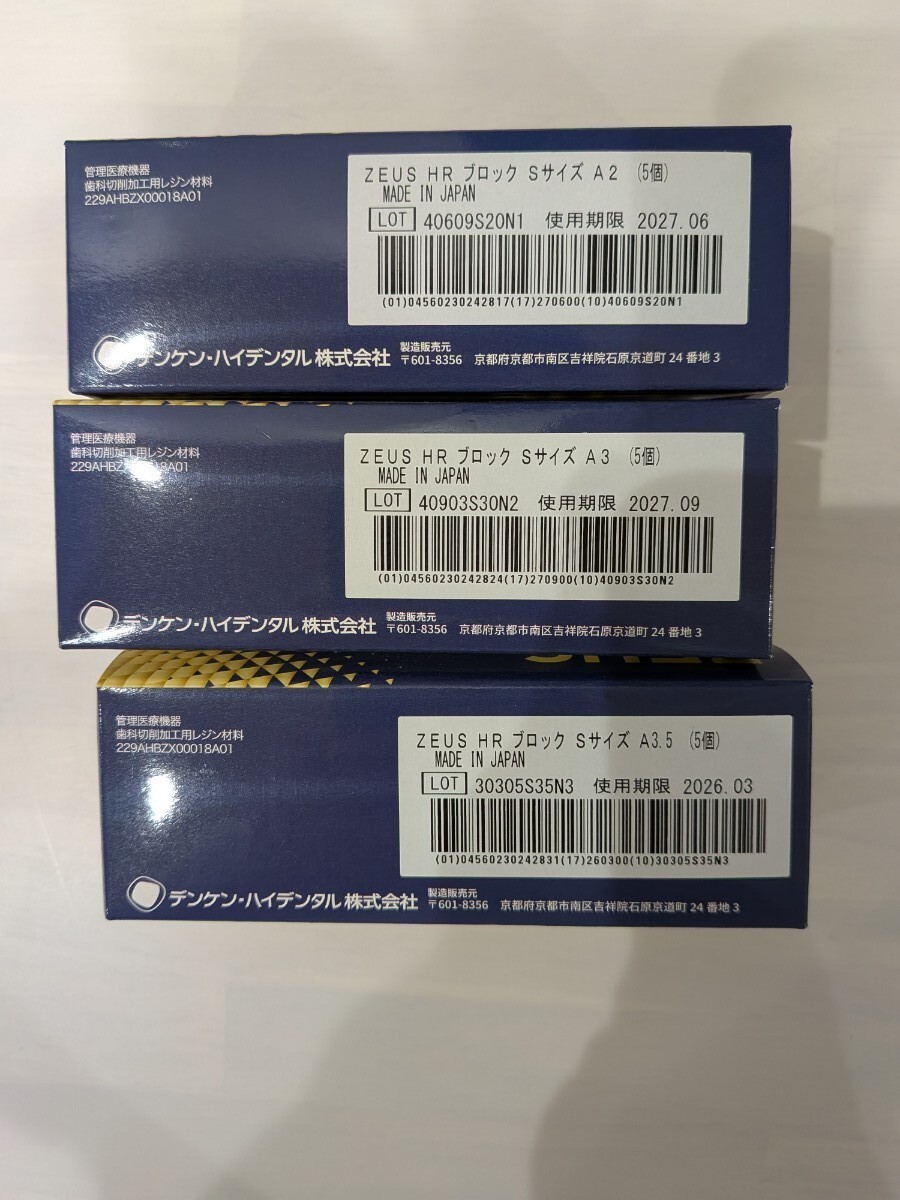 管理医療機器
歯科切削加工用レジン材料
229AHBZX00018A01
ZEUS HR ブロック Sサイズ A2 (5個)
MADE IN JAPAN
LOT 40609S20N1 使用期限 2027.06
(01)04560230242817(17)270600(10)40609S20N1
デンケン・ハイデンタル株式会社
製造販売元
〒601-8356 京都府京都市南区吉祥院石原京道町24番地3
管理医療機器
歯科切削加工用レジン材料
ZEUS HR ブロック Sサイズ A3 (5個)
MADE IN JAPAN
LOT 40903S30N2 使用期限 2027.09
(01)04560230242824(17)270900(10)40903S30N2
デンケン・ハイデンタル株式会社
製造販売元
〒601-8356 京都府京都市南区吉祥院石原京道町24番地3
管理医療機器
歯科切削加工用レジン材料
229AHBZX00018A01
ZEUS HR ブロック Sサイズ A3.5 (5個)
MADE IN JAPAN
LOT 30305S35N3 使用期限 2026.03
(01)04560230242831(17)260300(10)30305S35N3
デンケン・ハイデンタル株式会社
製造販売元
〒601-8356 京都府京都市南区吉祥院石原京道町24番地3